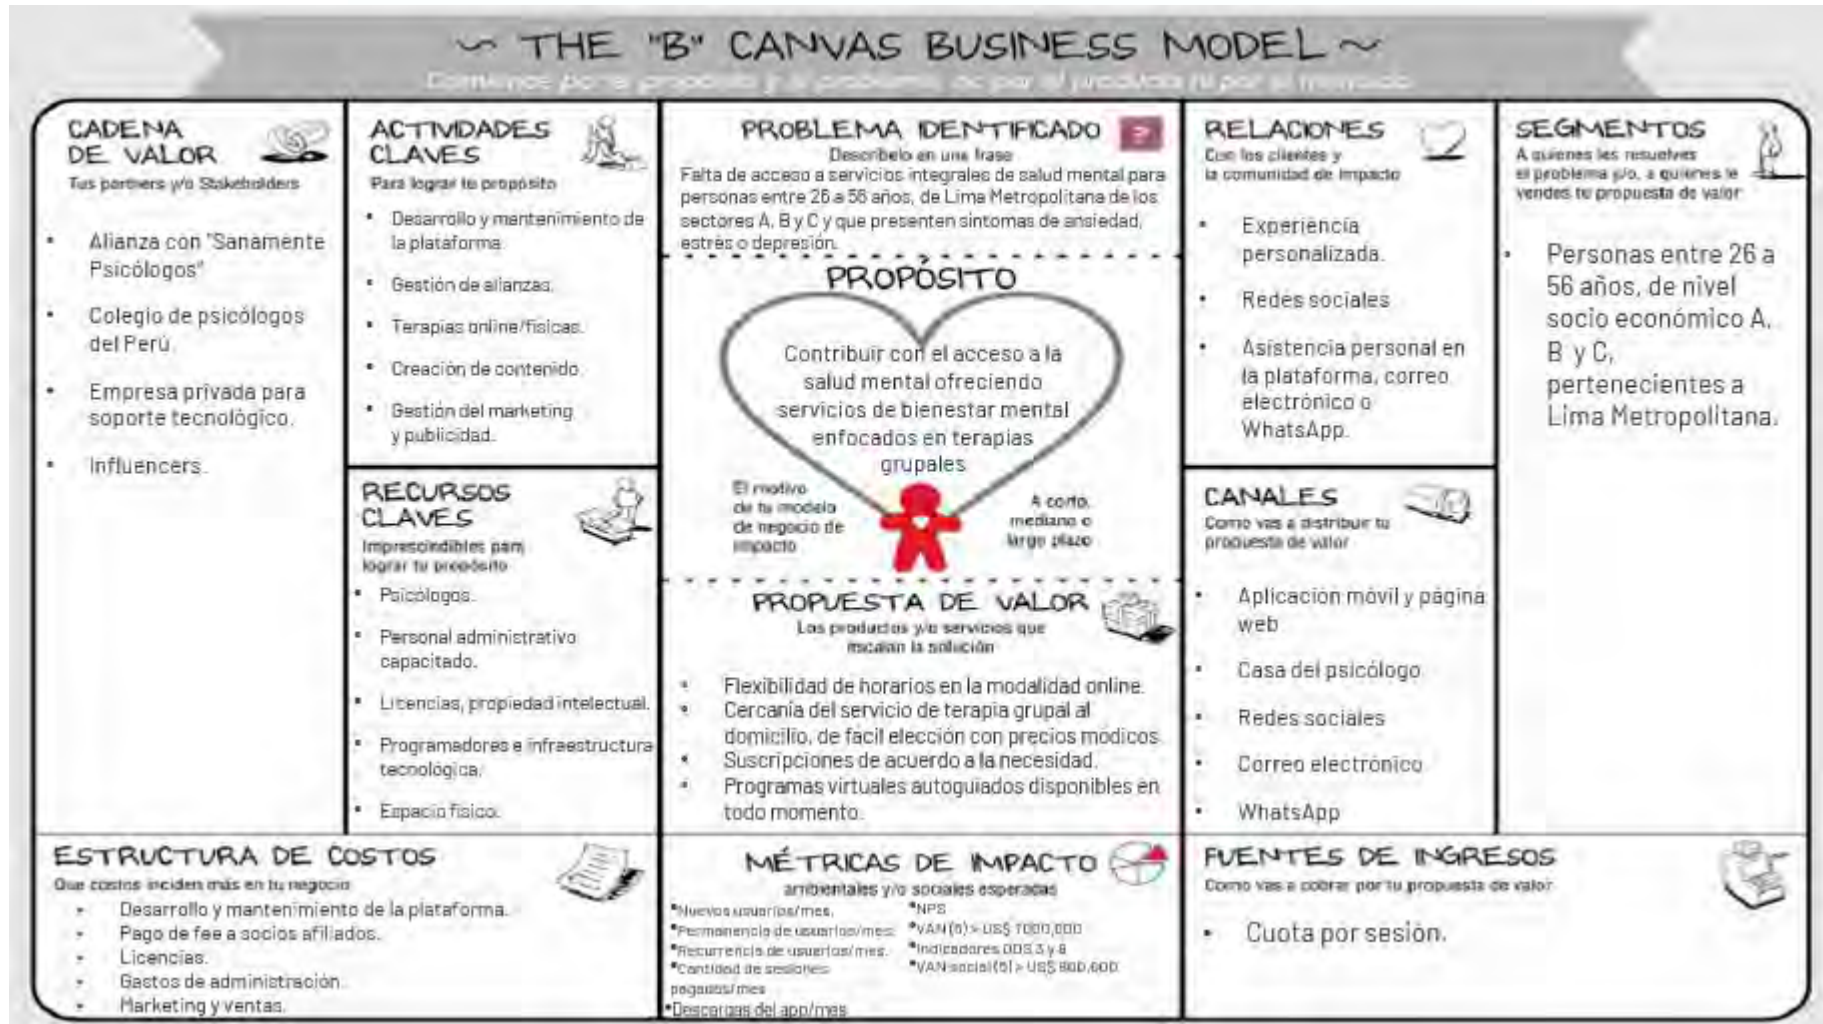 ~ THE "B" CANVAS BUSINESS MODEL ~
CADENA
DE VALOR
Tus partners y/o Stakeholders
• Alianza con "Sanamente
Psicólogos"
• Colegio de psicólogos
del Perú
• Empresa privada para
soporte tecnológico.
• Influencers.
ACTIVIDADES
CLAVES
Para lograr tu propósito
• Desarrollo y mantenimiento de
la plataforma.
• Gestión de alianzas.
• Terapias online/físicas.
• Creación de contenido.
• Gestión del marketing
y publicidad.
RECURSOS
CLAVES
Imprescindibles para
lograr tu propósito
• Psicólogos.
• Personal administrativo
capacitado.
• Licencias, propiedad intelectual.
• Programadores e infraestructura
tecnológica.
• Espacio físico.
PROBLEMA IDENTIFICADO ?
Descríbelo en una frase
Falta de acceso a servicios integrales de salud mental para
personas entre 26 a 56 años, de Lima Metropolitana de los
sectores A, B y C y que presenten síntomas de ansiedad,
estrés o depresión.
PROPÓSITO
Contribuir con el acceso a la
salud mental ofreciendo
servicios de bienestar mental
enfocados en terapias
grupales
El motivo
de tu modelo
de negocio de
impacto
A corto,
mediano o
largo plazo
PROPUESTA DE VALOR
Los productos y/o servicios que
escalan la solución
• Flexibilidad de horarios en la modalidad online.
• Cercanía del servicio de terapia grupal al
domicilio, de fácil elección con precios módicos.
• Suscripciones de acuerdo a la necesidad.
• Programas virtuales autoguiados disponibles en
todo momento.
RELACIONES
Con los clientes y
la comunidad de impacto
• Experiencia
personalizada.
• Redes sociales
• Asistencia personal en
la plataforma, correo
electrónico o
WhatsApp.
CANALES
Como vas a distribuir tu
propuesta de valor
• Aplicación móvil y página
web
• Casa del psicólogo
• Redes sociales
• Correo electrónico
• WhatsApp
SEGMENTOS
A quienes les resuelves
el problema y/o, a quienes le
vendes tu propuesta de valor
• Personas entre 26 a
56 años, de nivel
socio económico A,
B y C,
pertenecientes a
Lima Metropolitana.
ESTRUCTURA DE COSTOS
Que costos inciden más en tu negocio
• Desarrollo y mantenimiento de la plataforma.
• Pago de fee a socios afiliados.
• Licencias.
• Gastos de administración
• Marketing y ventas.
MÉTRICAS DE IMPACTO
ambientales y/o sociales esperadas
•Nuevos usuarios/mes.
•Permanencia de usuarios/mes.
•Recurrencia de usuarios/mes.
•Cantidad de sesiones
pagadas/mes
•Descargas del app/mes
•NPS
•VAN (5) > US$
•Indicadores ODS 3 y 8
•VAN social (5) > US$
FUENTES DE INGRESOS
Como vas a cobrar por tu propuesta de valor
• Cuota por sesión.